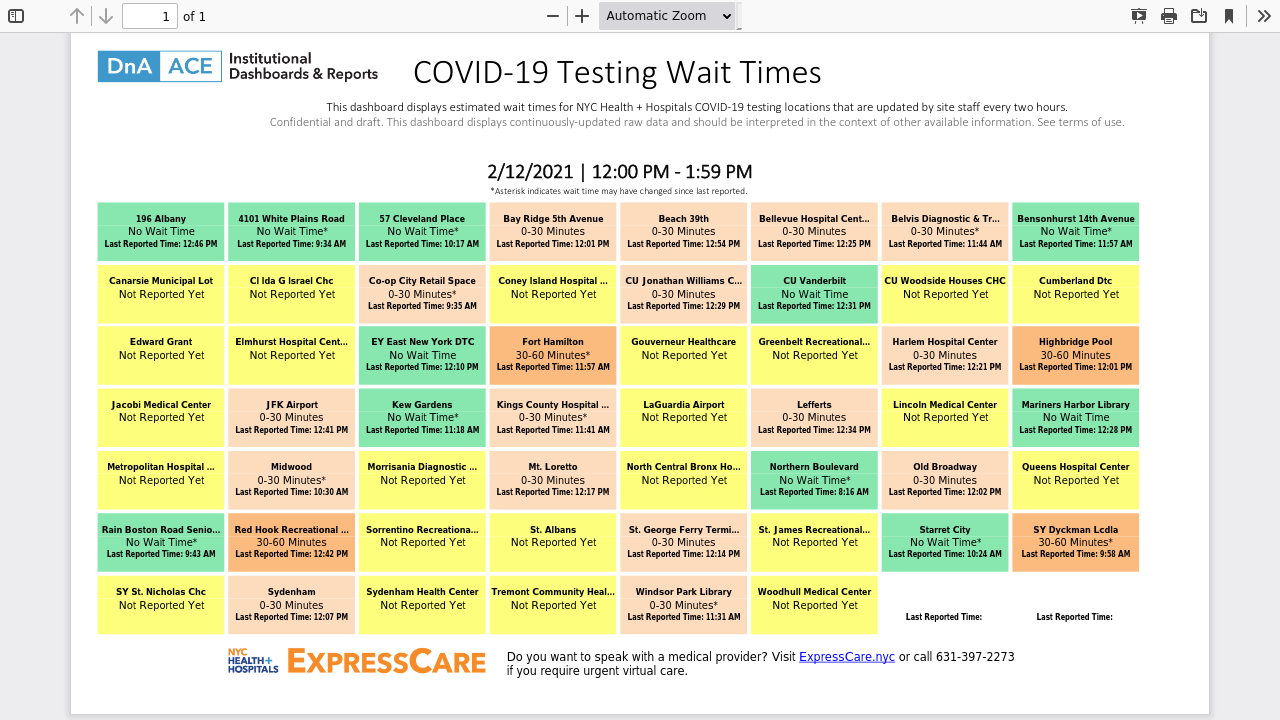 1 of 1
Automatic Zoom
DnA ACE Institutional
Dashboards & Reports
COVID-19 Testing Wait Times
This dashboard displays estimated wait times for NYC Health + Hospitals COVID-19 testing locations that are updated by site staff every two hours.
Confidential and draft. This dashboard displays continuously-updated raw data and should be interpreted in the context of other available information. See terms of use.
2/12/2021 | 12:00 PM - 1:59 PM
*Asterisk indicates wait time may have changed since last reported.
196 Albany
No Wait Time
Last Reported Time: 12:46 PM
4101 White Plains Road
No Wait Time*
Last Reported Time: 9:34 AM
57 Cleveland Place
No Wait Time*
Last Reported Time: 10:17 AM
Bay Ridge 5th Avenue
0-30 Minutes
Last Reported Time: 12:01 PM
Beach 39th
0-30 Minutes
Last Reported Time: 12:54 PM
Bellevue Hospital Cent...
0-30 Minutes
Last Reported Time: 12:25 PM
Belvis Diagnostic & Tr...
0-30 Minutes*
Last Reported Time: 11:44 AM
Bensonhurst 14th Avenue
No Wait Time*
Last Reported Time: 11:57 AM
Canarsie Municipal Lot
Not Reported Yet
CI Ida G Israel Chc
Not Reported Yet
Co-op City Retail Space
0-30 Minutes*
Last Reported Time: 9:35 AM
Coney Island Hospital ...
Not Reported Yet
CU Jonathan Williams C...
0-30 Minutes
Last Reported Time: 12:29 PM
CU Vanderbilt
No Wait Time
Last Reported Time: 12:31 PM
CU Woodside Houses CHC
Not Reported Yet
Cumberland Dtc
Not Reported Yet
Edward Grant
Not Reported Yet
Elmhurst Hospital Cent...
Not Reported Yet
EY East New York DTC
No Wait Time
Last Reported Time: 12:10 PM
Fort Hamilton
30-60 Minutes*
Last Reported Time: 11:57 AM
Gouverneur Healthcare
Not Reported Yet
Greenbelt Recreational...
Not Reported Yet
Harlem Hospital Center
0-30 Minutes
Last Reported Time: 12:21 PM
Highbridge Pool
30-60 Minutes
Last Reported Time: 12:01 PM
Jacobi Medical Center
Not Reported Yet
JFK Airport
0-30 Minutes
Last Reported Time: 12:41 PM
Kew Gardens
No Wait Time*
Last Reported Time: 11:18 AM
Kings County Hospital ...
0-30 Minutes*
Last Reported Time: 11:41 AM
LaGuardia Airport
Not Reported Yet
Lefferts
0-30 Minutes
Last Reported Time: 12:34 PM
Lincoln Medical Center
Not Reported Yet
Mariners Harbor Library
No Wait Time
Last Reported Time: 12:28 PM
Metropolitan Hospital ...
Not Reported Yet
Midwood
0-30 Minutes*
Last Reported Time: 10:30 AM
Morrisania Diagnostic ...
Not Reported Yet
Mt. Loretto
0-30 Minutes
Last Reported Time: 12:17 PM
North Central Bronx Ho...
Not Reported Yet
Northern Boulevard
No Wait Time*
Last Reported Time: 8:16 AM
Old Broadway
0-30 Minutes
Last Reported Time: 12:02 PM
Queens Hospital Center
Not Reported Yet
Rain Boston Road Senio...
No Wait Time*
Last Reported Time: 9:43 AM
Red Hook Recreational ...
30-60 Minutes
Last Reported Time: 12:42 PM
Sorrentino Recreationa...
Not Reported Yet
St. Albans
Not Reported Yet
St. George Ferry Termi...
0-30 Minutes
Last Reported Time: 12:14 PM
St. James Recreational...
Not Reported Yet
Starret City
No Wait Time*
Last Reported Time: 10:24 AM
SY Dyckman Lcdla
30-60 Minutes*
Last Reported Time: 9:58 AM
SY St. Nicholas Chc
Not Reported Yet
Sydenham
0-30 Minutes
Last Reported Time: 12:07 PM
Sydenham Health Center
Not Reported Yet
Tremont Community Heal...
Not Reported Yet
Windsor Park Library
0-30 Minutes*
Last Reported Time: 11:31 AM
Woodhull Medical Center
Not Reported Yet
Last Reported Time:
Last Reported Time:
NYC
HEALTH+
HOSPITALS
EXPRESSCARE
Do you want to speak with a medical provider? Visit ExpressCare.nyc or call 631-397-2273
if you require urgent virtual care.